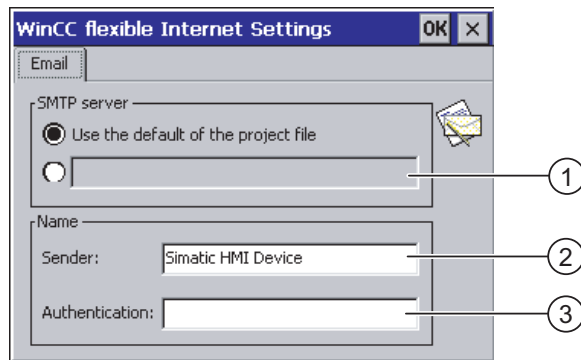 WinCC flexible Internet Settings OK ×
Email
SMTP server
Use the default of the project file
1
Name
Sender: Simatic HMI Device
2
Authentication:
3